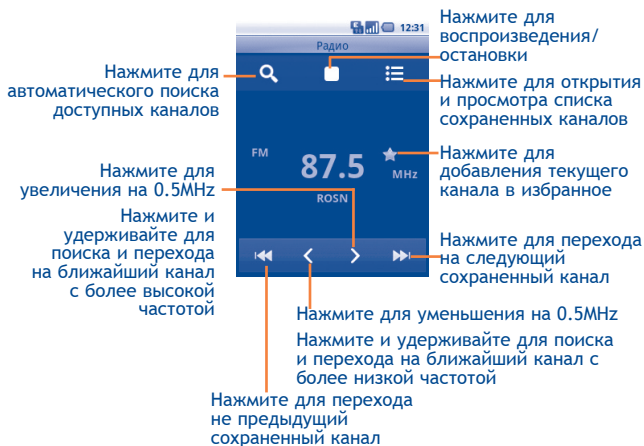 12:31
Радио
Нажмите для
воспроизведения/
остановки
Нажмите для
автоматического поиска
доступных каналов
Нажмите для открытия
и просмотра списка
сохраненных каналов
FM
87.5
MHz
ROSN
Нажмите для
добавления текущего
канала в избранное
Нажмите для
увеличения на 0.5MHz
Нажмите и
удерживайте для
поиска и перехода
на ближайший канал
с более высокой
частотой
Нажмите для перехода
на следующий
сохраненный канал
Нажмите для уменьшения на 0.5MHz
Нажмите и удерживайте для поиска
и перехода на ближайший канал с
более низкой частотой
Нажмите для перехода
не предыдущий
сохраненный канал